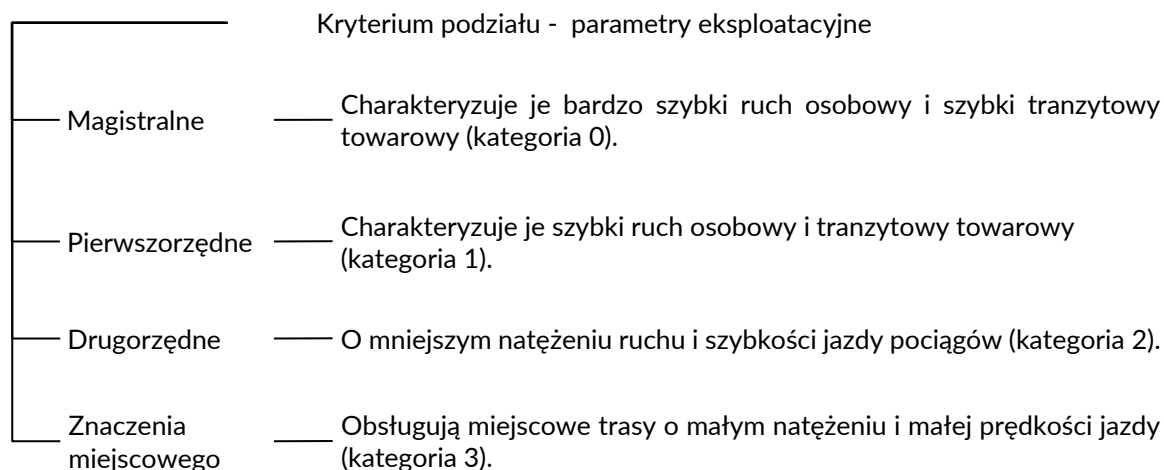 Kryterium podziału - parametry eksploatacyjne
Magistralne
Charakteryzuje je bardzo szybki ruch osobowy i szybki tranzytowy
towarowy (kategoria 0).
Pierwszorzędne
Charakteryzuje je szybki ruch osobowy i tranzytowy towarowy
(kategoria 1).
Drugorzędne
O mniejszym natężeniu ruchu i szybkości jazdy pociągów (kategoria 2).
Znaczenia
miejscowego
Obsługują miejscowe trasy o małym natężeniu i małej prędkości jazdy
(kategoria 3).